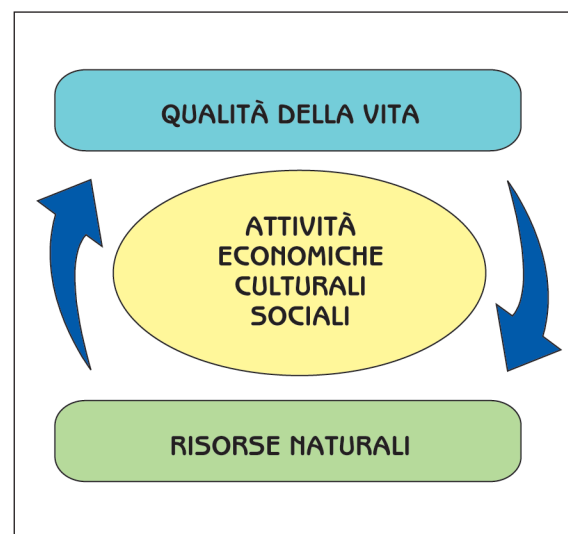 QUALITÀ DELLA VITA
ATTIVITÀ
ECONOMICHE
CULTURALI
SOCIALI
RISORSE NATURALI